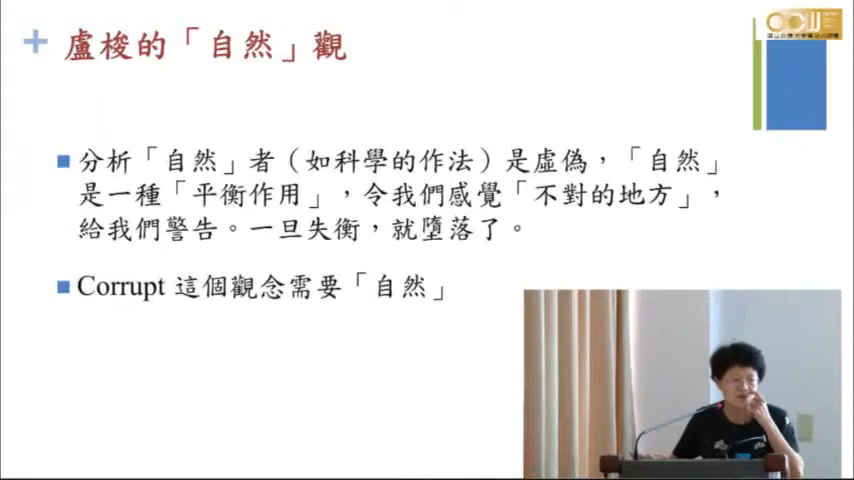 盧梭的「自然」觀
分析「自然」者（如科學的作法）是虛偽，「自然」
是一種「平衡作用」，令我們感覺「不對的地方」，
給我們警告。一旦失衡，就墮落了。
Corrupt 這個觀念需要「自然」